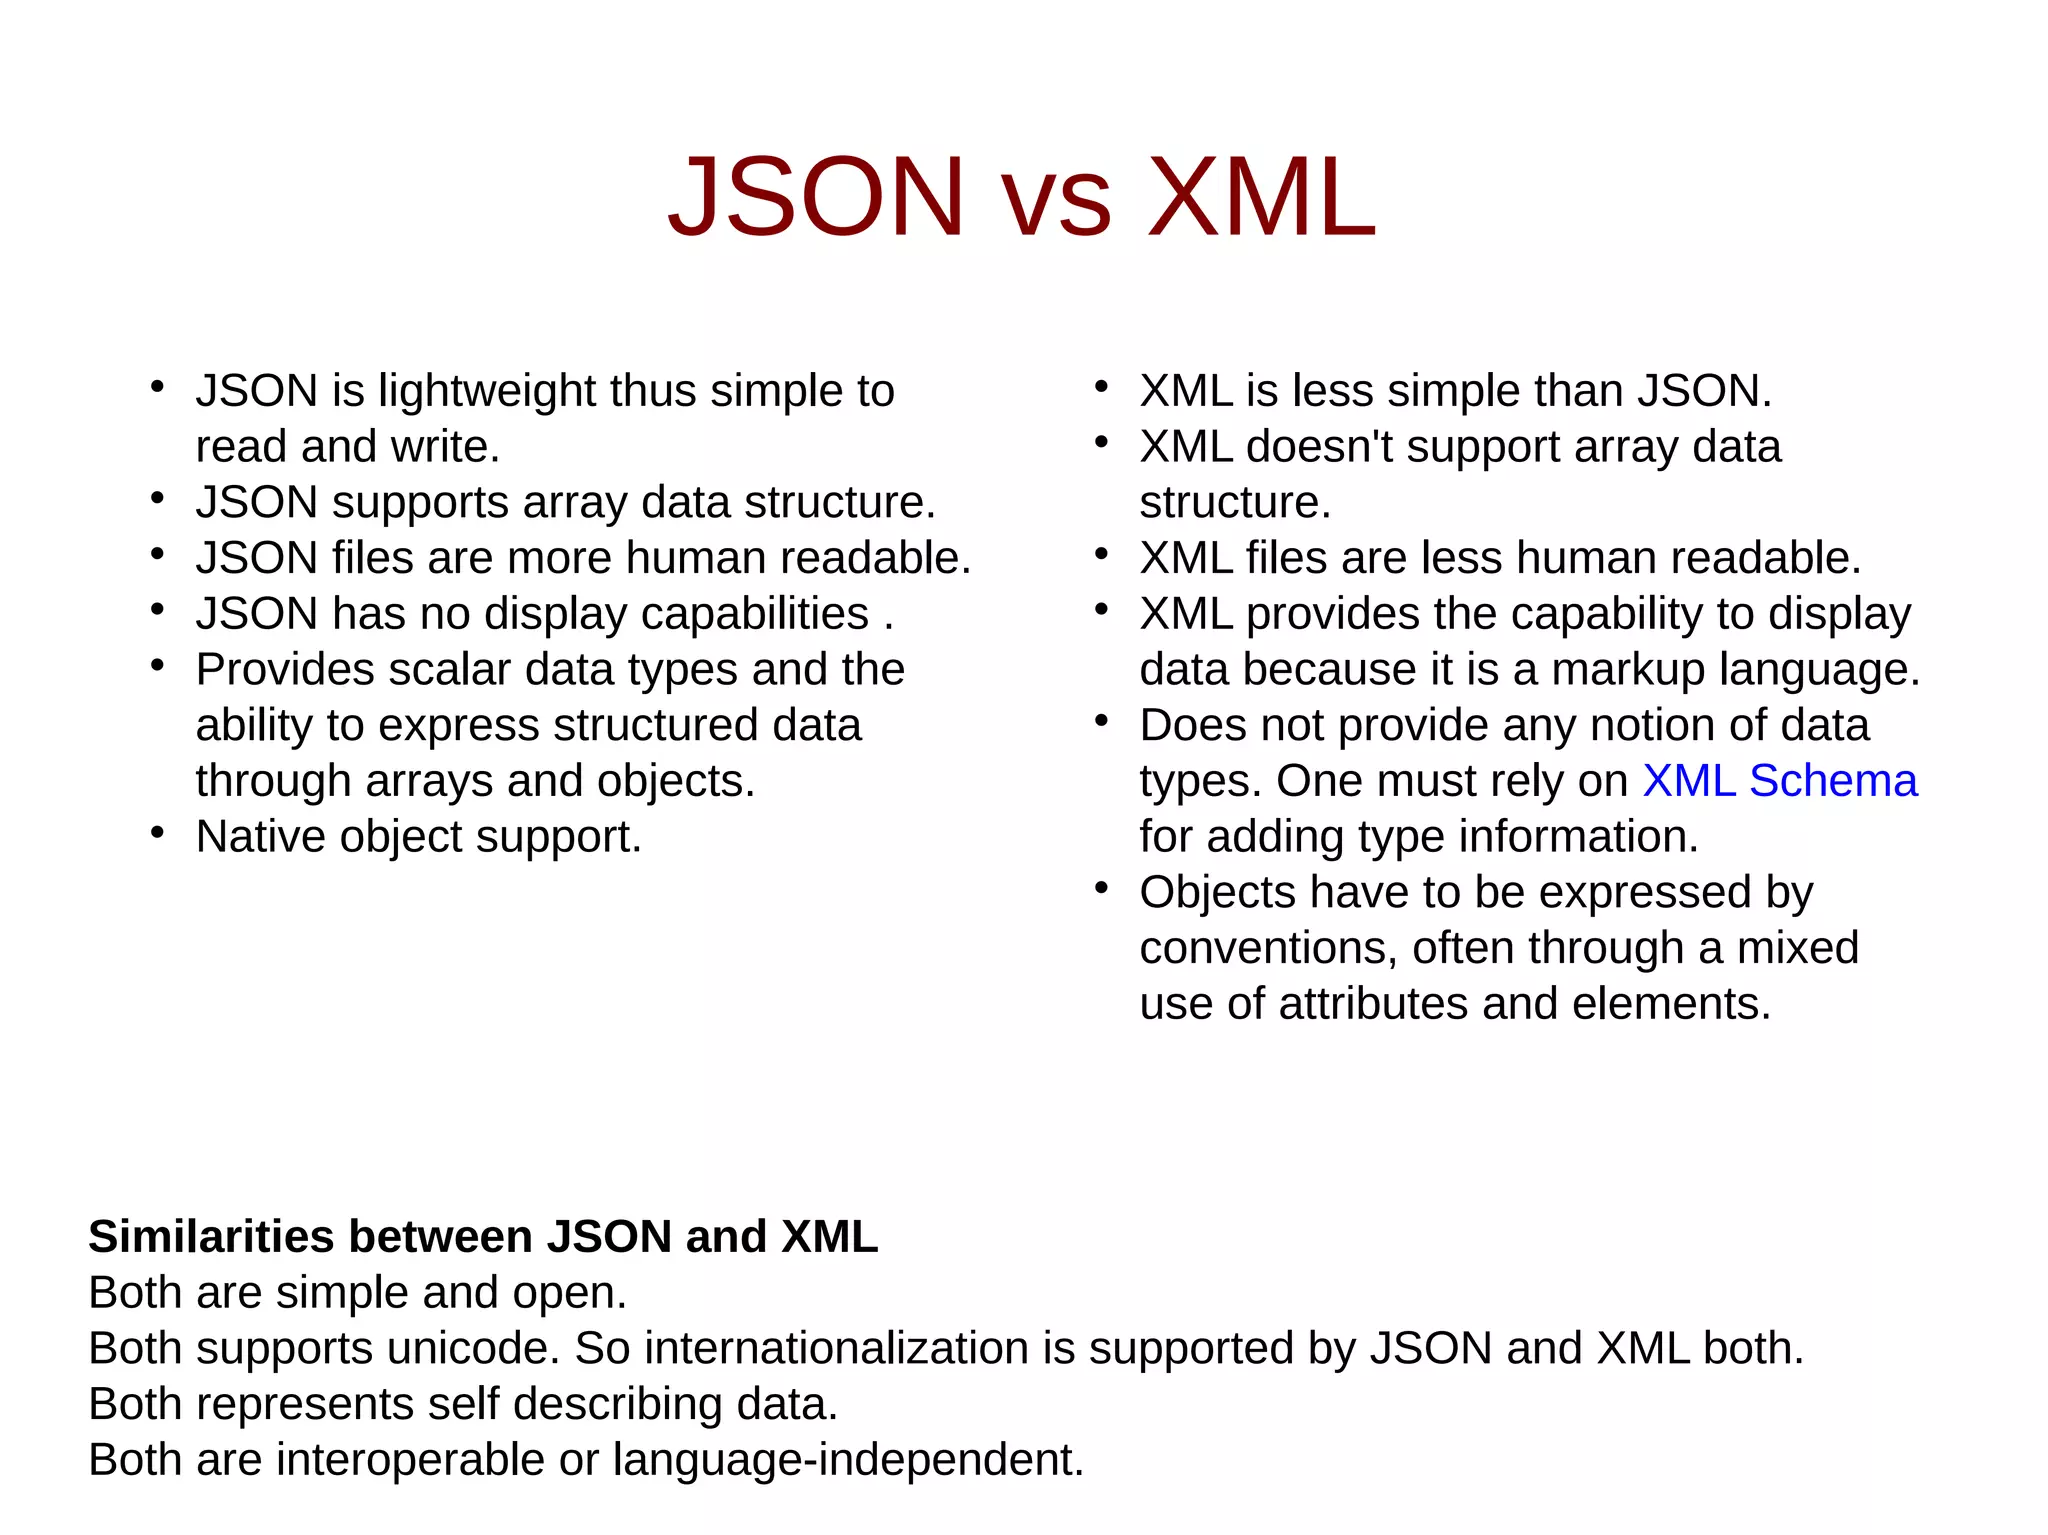 JSON vs XML
• JSON is lightweight thus simple to
read and write.
• JSON supports array data structure.
• JSON files are more human readable.
• JSON has no display capabilities .
• Provides scalar data types and the
ability to express structured data
through arrays and objects.
• Native object support.
• XML is less simple than JSON.
• XML doesn't support array data
structure.
• XML files are less human readable.
• XML provides the capability to display
data because it is a markup language.
• Does not provide any notion of data
types. One must rely on XML Schema
for adding type information.
• Objects have to be expressed by
conventions, often through a mixed
use of attributes and elements.
Similarities between JSON and XML
Both are simple and open.
Both supports unicode. So internationalization is supported by JSON and XML both.
Both represents self describing data.
Both are interoperable or language-independent.